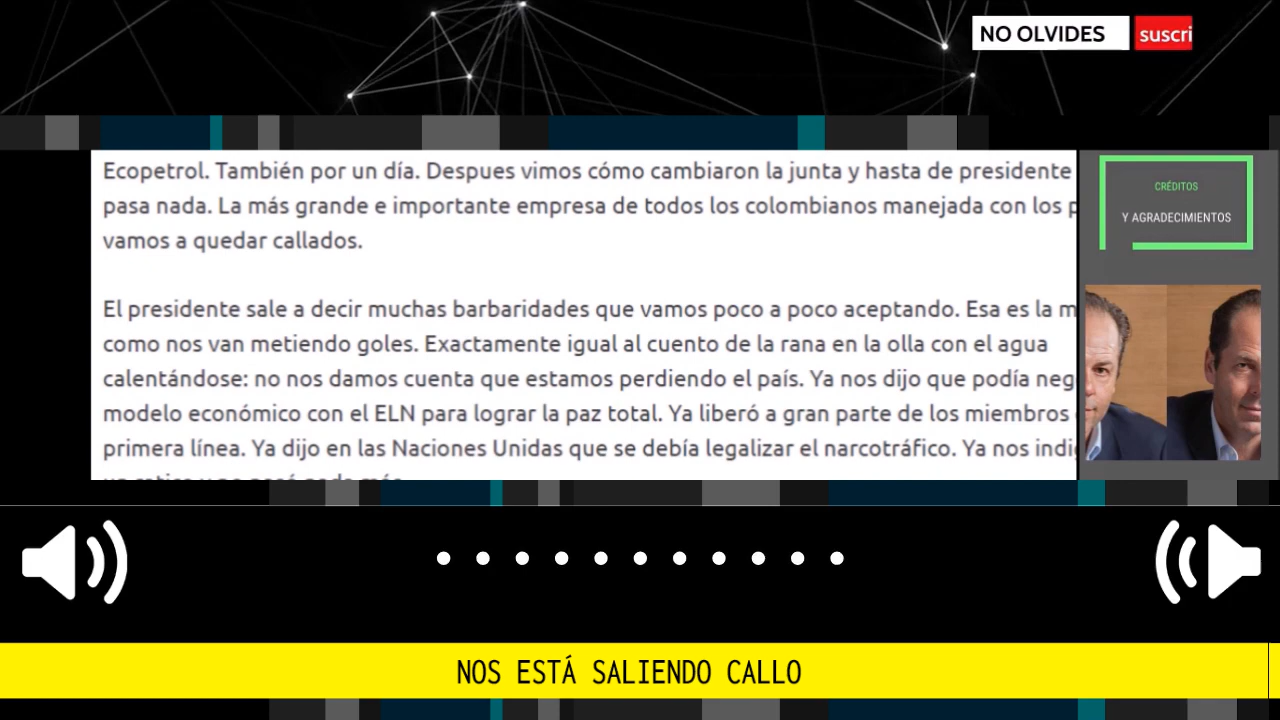 NO OLVIDES
suscri
Ecopetrol. También por un día. Despues vimos cómo cambiaron la junta y hasta de presidente
pasa nada. La más grande e importante empresa de todos los colombianos manejada con los p
vamos a quedar callados.
El presidente sale a decir muchas barbaridades que vamos poco a poco aceptando. Esa es la m
como nos van metiendo goles. Exactamente igual al cuento de la rana en la olla con el agua
calentándose: no nos damos cuenta que estamos perdiendo el país. Ya nos dijo que podía neg
modelo económico con el ELN para lograr la paz total. Ya liberó a gran parte de los miembros
primera línea. Ya dijo en las Naciones Unidas que se debía legalizar el narcotráfico. Ya nos indi
CRÉDITOS
Y AGRADECIMIENTOS
NOS ESTÁ SALIENDO CALLO